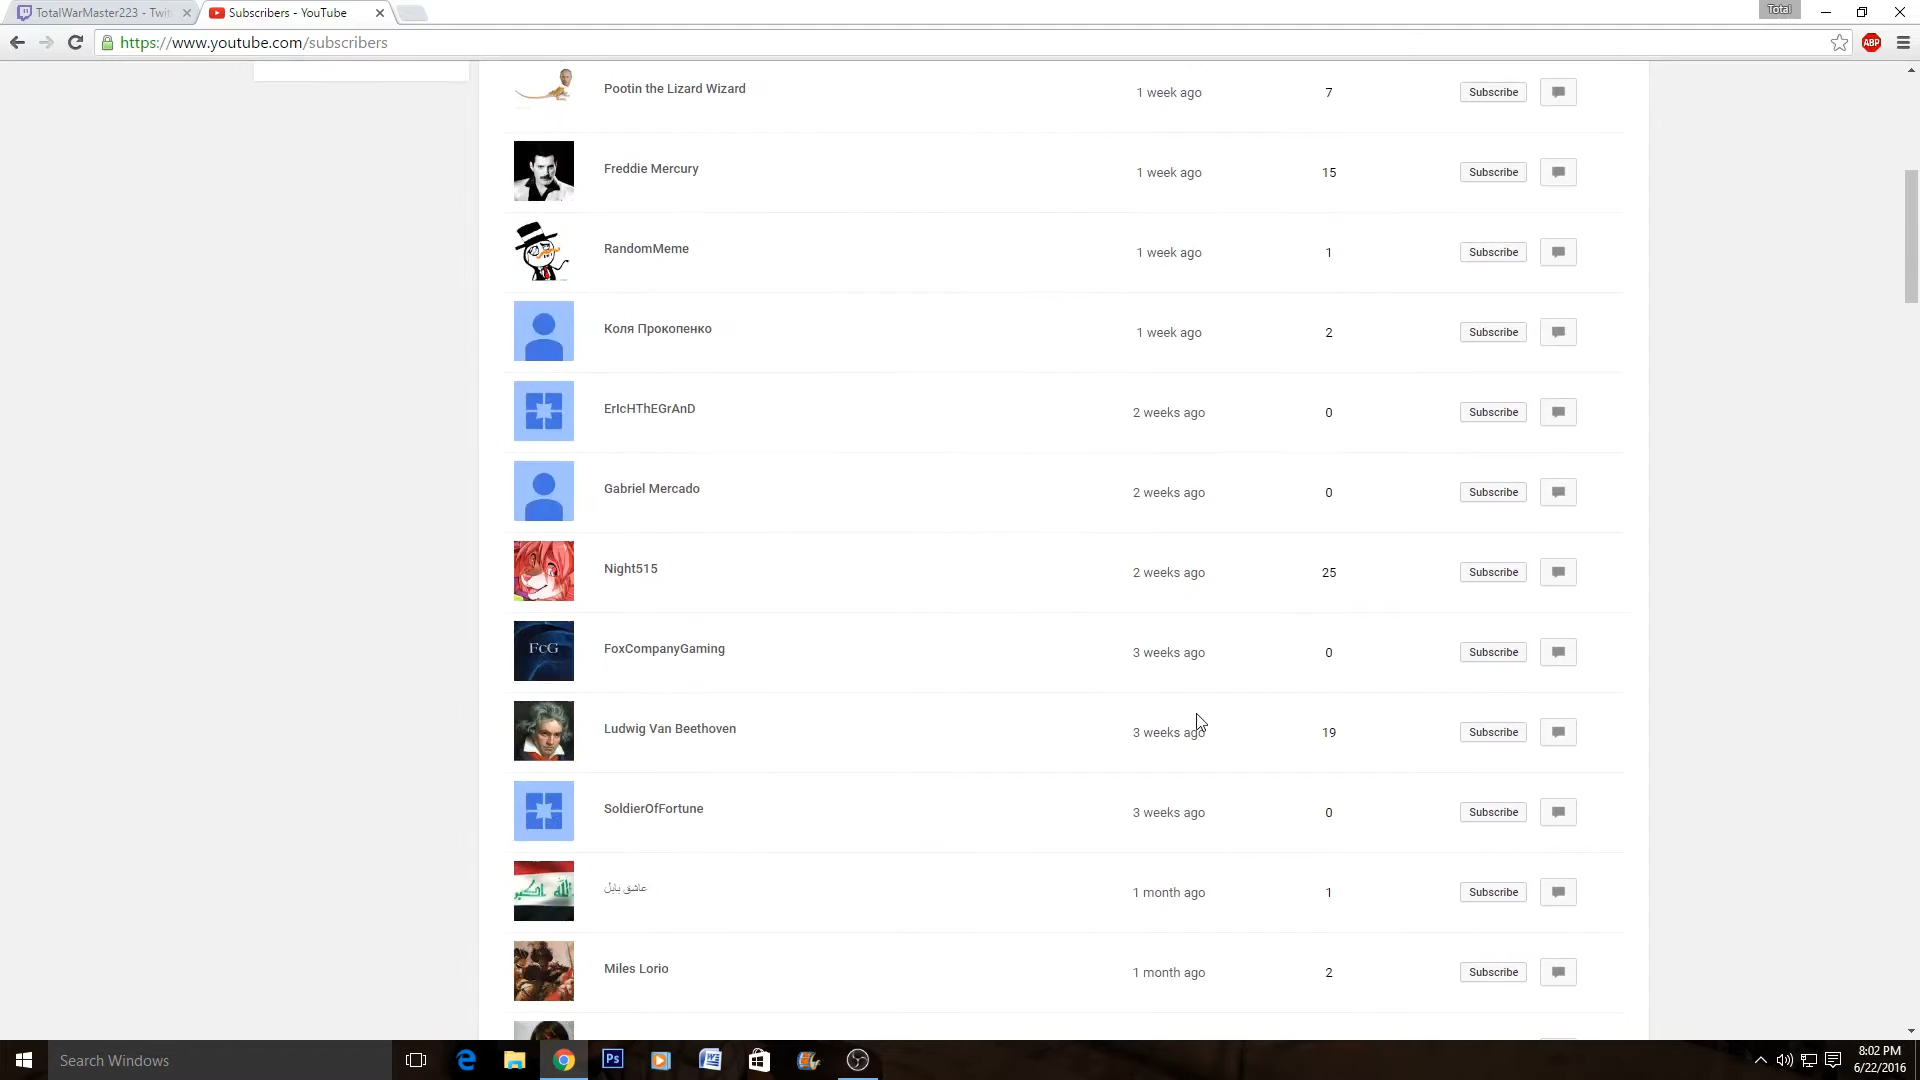 TotalWarMaster223 - Twit
Subscribers - YouTube
Total
https://www.youtube.com/subscribers
ABP
Pootin the Lizard Wizard 1 week ago 7 Subscribe
Freddie Mercury 1 week ago 15 Subscribe
RandomMeme 1 week ago 1 Subscribe
Коля Прокопенко 1 week ago 2 Subscribe
ErIcHThEGrAnD 2 weeks ago 0 Subscribe
Gabriel Mercado 2 weeks ago 0 Subscribe
Night515 2 weeks ago 25 Subscribe
FcG
FoxCompanyGaming 3 weeks ago 0 Subscribe
Ludwig Van Beethoven 3 weeks ago 19 Subscribe
SoldierOfFortune 3 weeks ago 0 Subscribe
الله اكبر
عاشق بابل 1 month ago 1 Subscribe
Miles Lorio 1 month ago 2 Subscribe
Search Windows
Ps
8:02 PM
6/22/2016